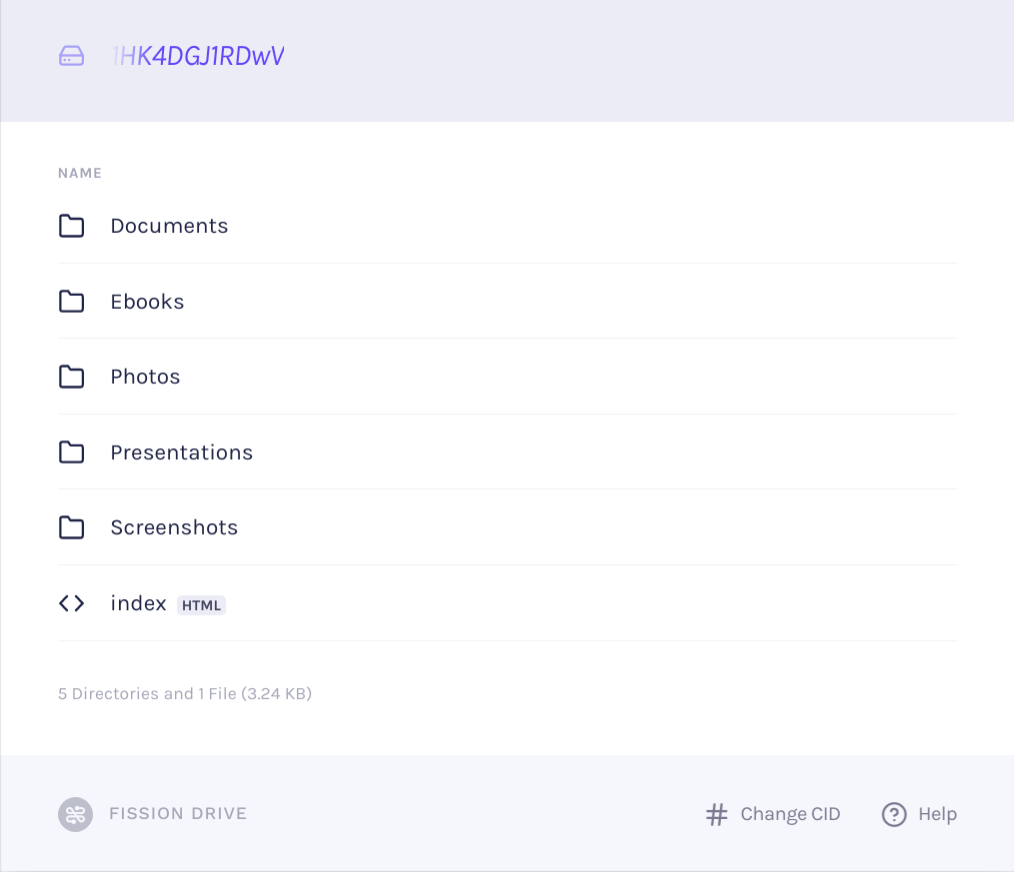 1HK4DGJ1RDwV
NAME
Documents
Ebooks
Photos
Presentations
Screenshots
index HTML
5 Directories and 1 File (3.24 KB)
FISSION DRIVE
Change CID
Help